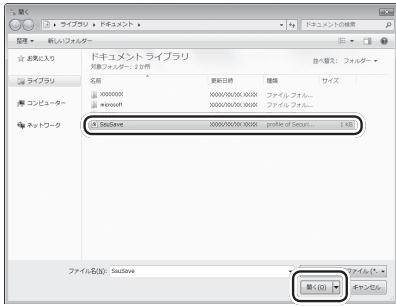 開く
ライブラリ ▸ ドキュメント ▸
ドキュメントの検索
整理 ▾ 新しいフォルダー
お気に入り
ライブラリ
コンピューター
ネットワーク
ドキュメント ライブラリ
対象フォルダー: 2か所
並べ替え: フォルダー ▾
名前 更新日時 種類 サイズ
XXXXXXX XXXX/XX/XX XX:XX ファイル フォル...
microsoft XXXX/XX/XX XX:XX ファイル フォル...
SsuSave XXXX/XX/XX XX:XX profile of Securi... 1 KB
ファイル名(N): SsuSave
ファイル (*.
開く(O) キャンセル